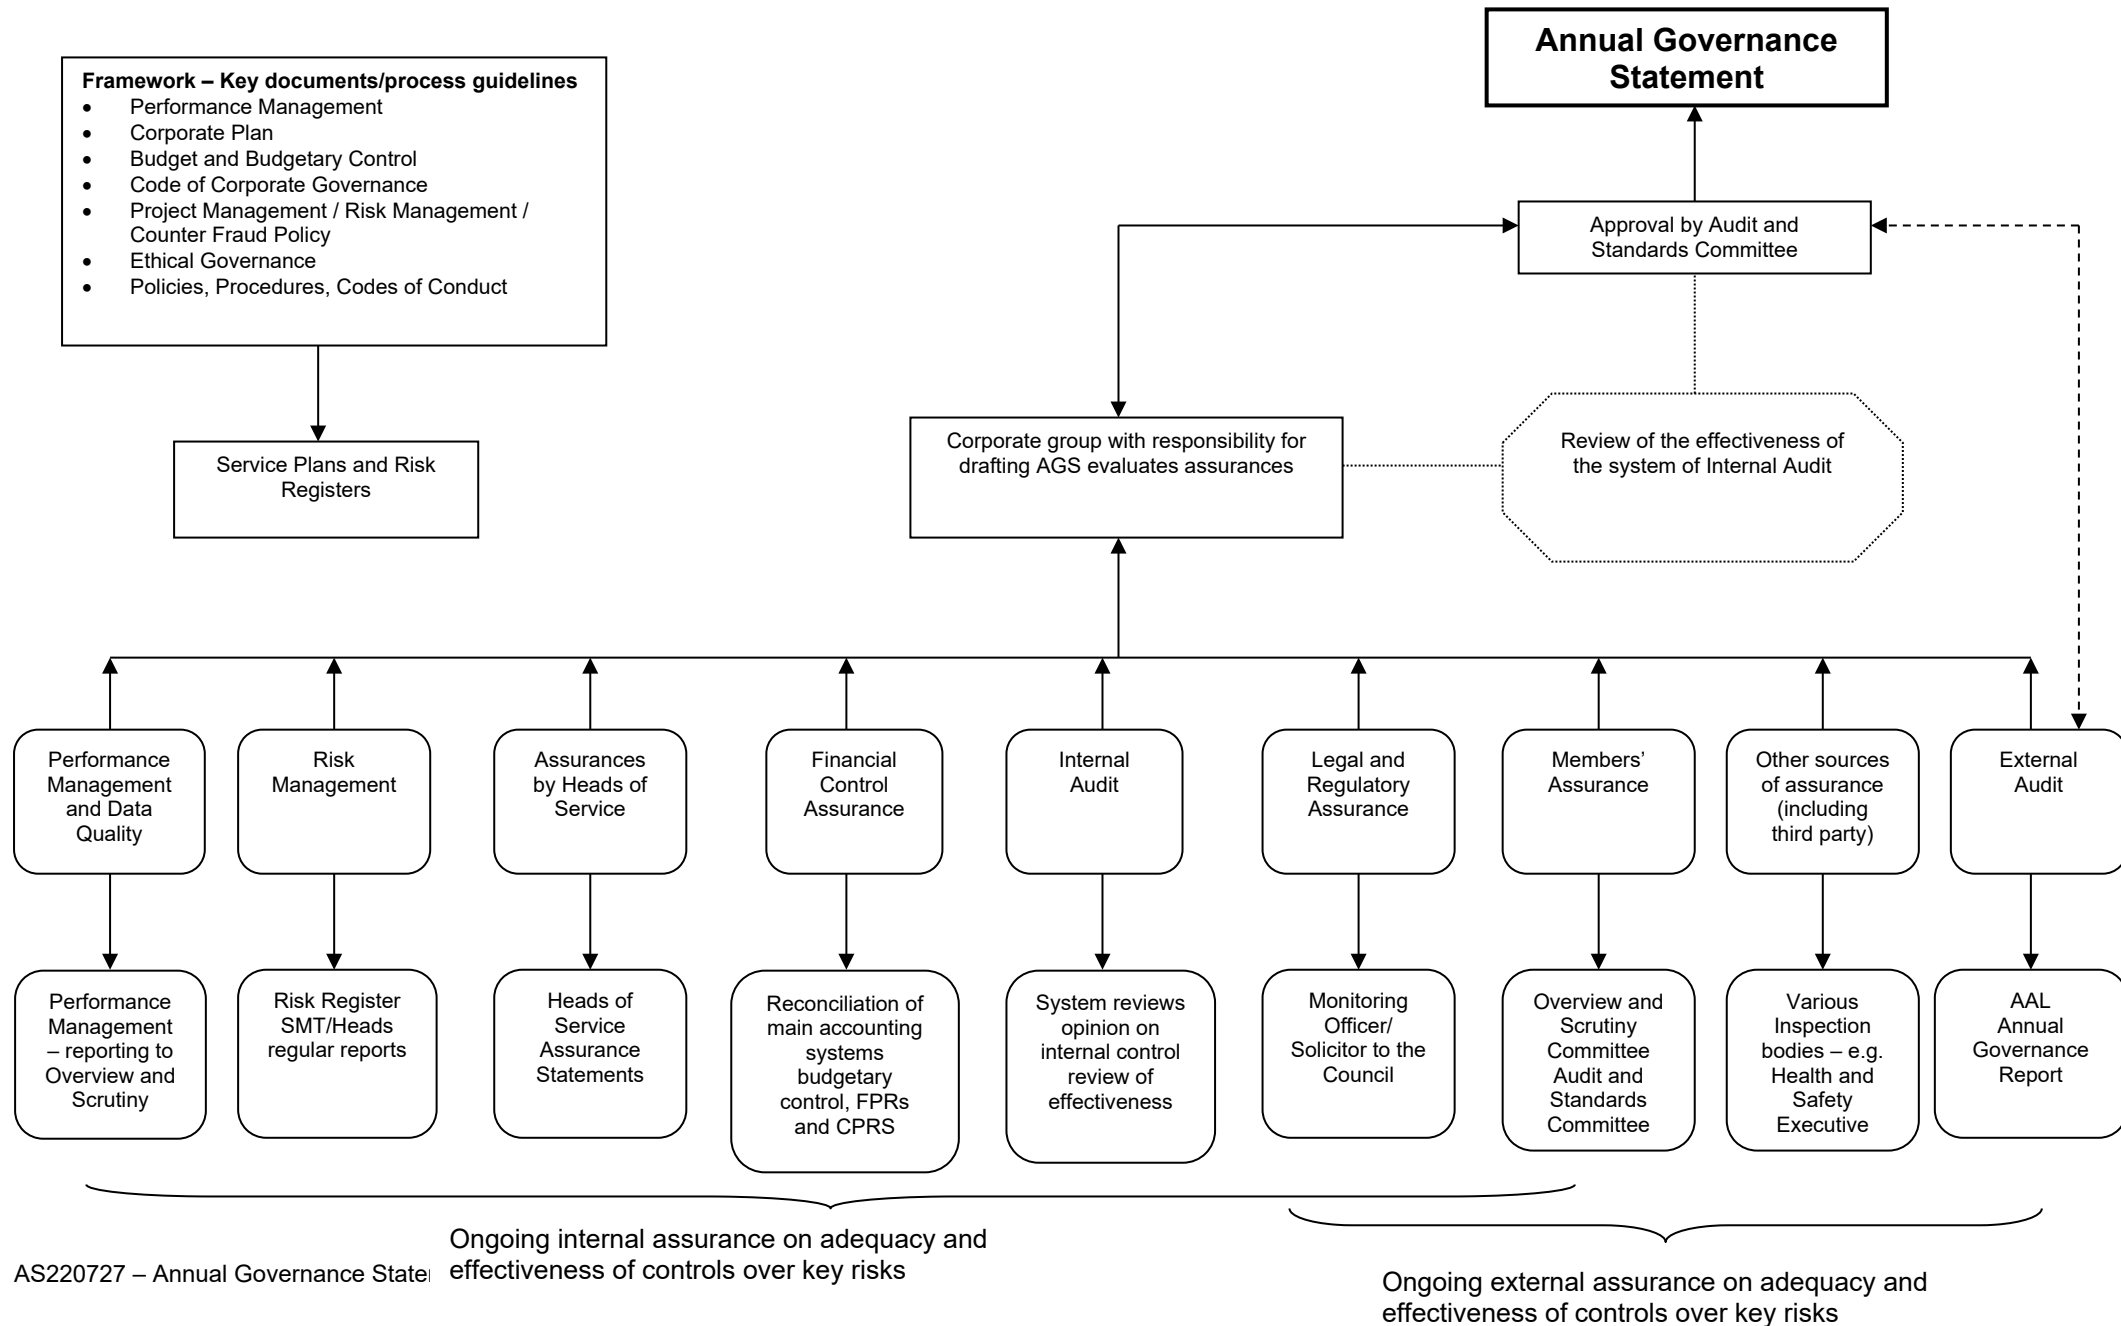 Annual Governance
Statement
Framework – Key documents/process guidelines
• Performance Management
• Corporate Plan
• Budget and Budgetary Control
• Code of Corporate Governance
• Project Management / Risk Management /
Counter Fraud Policy
• Ethical Governance
• Policies, Procedures, Codes of Conduct
Approval by Audit and
Standards Committee
Service Plans and Risk
Registers
Corporate group with responsibility for
drafting AGS evaluates assurances
Review of the effectiveness of
the system of Internal Audit
Performance
Management
and Data
Quality
Risk
Management
Assurances
by Heads of
Service
Financial
Control
Assurance
Internal
Audit
Legal and
Regulatory
Assurance
Members’
Assurance
Other sources
of assurance
(including
third party)
External
Audit
Performance
Management
– reporting to
Overview and
Scrutiny
Risk Register
SMT/Heads
regular reports
Heads of
Service
Assurance
Statements
Reconciliation of
main accounting
systems
budgetary
control, FPRs
and CPRS
System reviews
opinion on
internal control
review of
effectiveness
Monitoring
Officer/
Solicitor to the
Council
Overview and
Scrutiny
Committee
Audit and
Standards
Committee
Various
Inspection
bodies – e.g.
Health and
Safety
Executive
AAL
Annual
Governance
Report
Ongoing internal assurance on adequacy and
effectiveness of controls over key risks
AS220727 – Annual Governance
Ongoing external assurance on adequacy and
effectiveness of controls over key risks